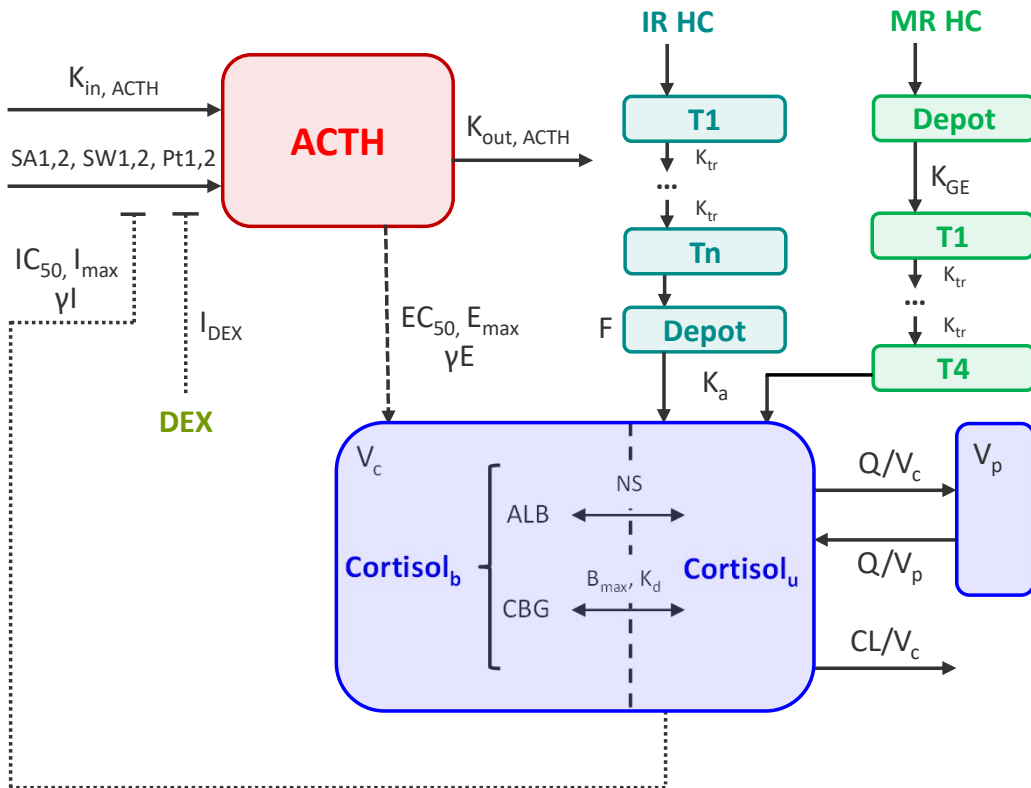 IR HC
MR HC
K_in, ACTH
ACTH
K_out, ACTH
SA1,2, SW1,2, Pt1,2
T1
K_tr
...
K_tr
Tn
F
Depot
K_a
Depot
K_GE
T1
K_tr
...
K_tr
T4
IC_50, I_max
γI
I_DEX
DEX
EC_50, E_max
γE
V_c
NS
ALB
Cortisol_b
Cortisol_u
B_max, K_d
CBG
Q/V_c
V_p
Q/V_p
CL/V_c